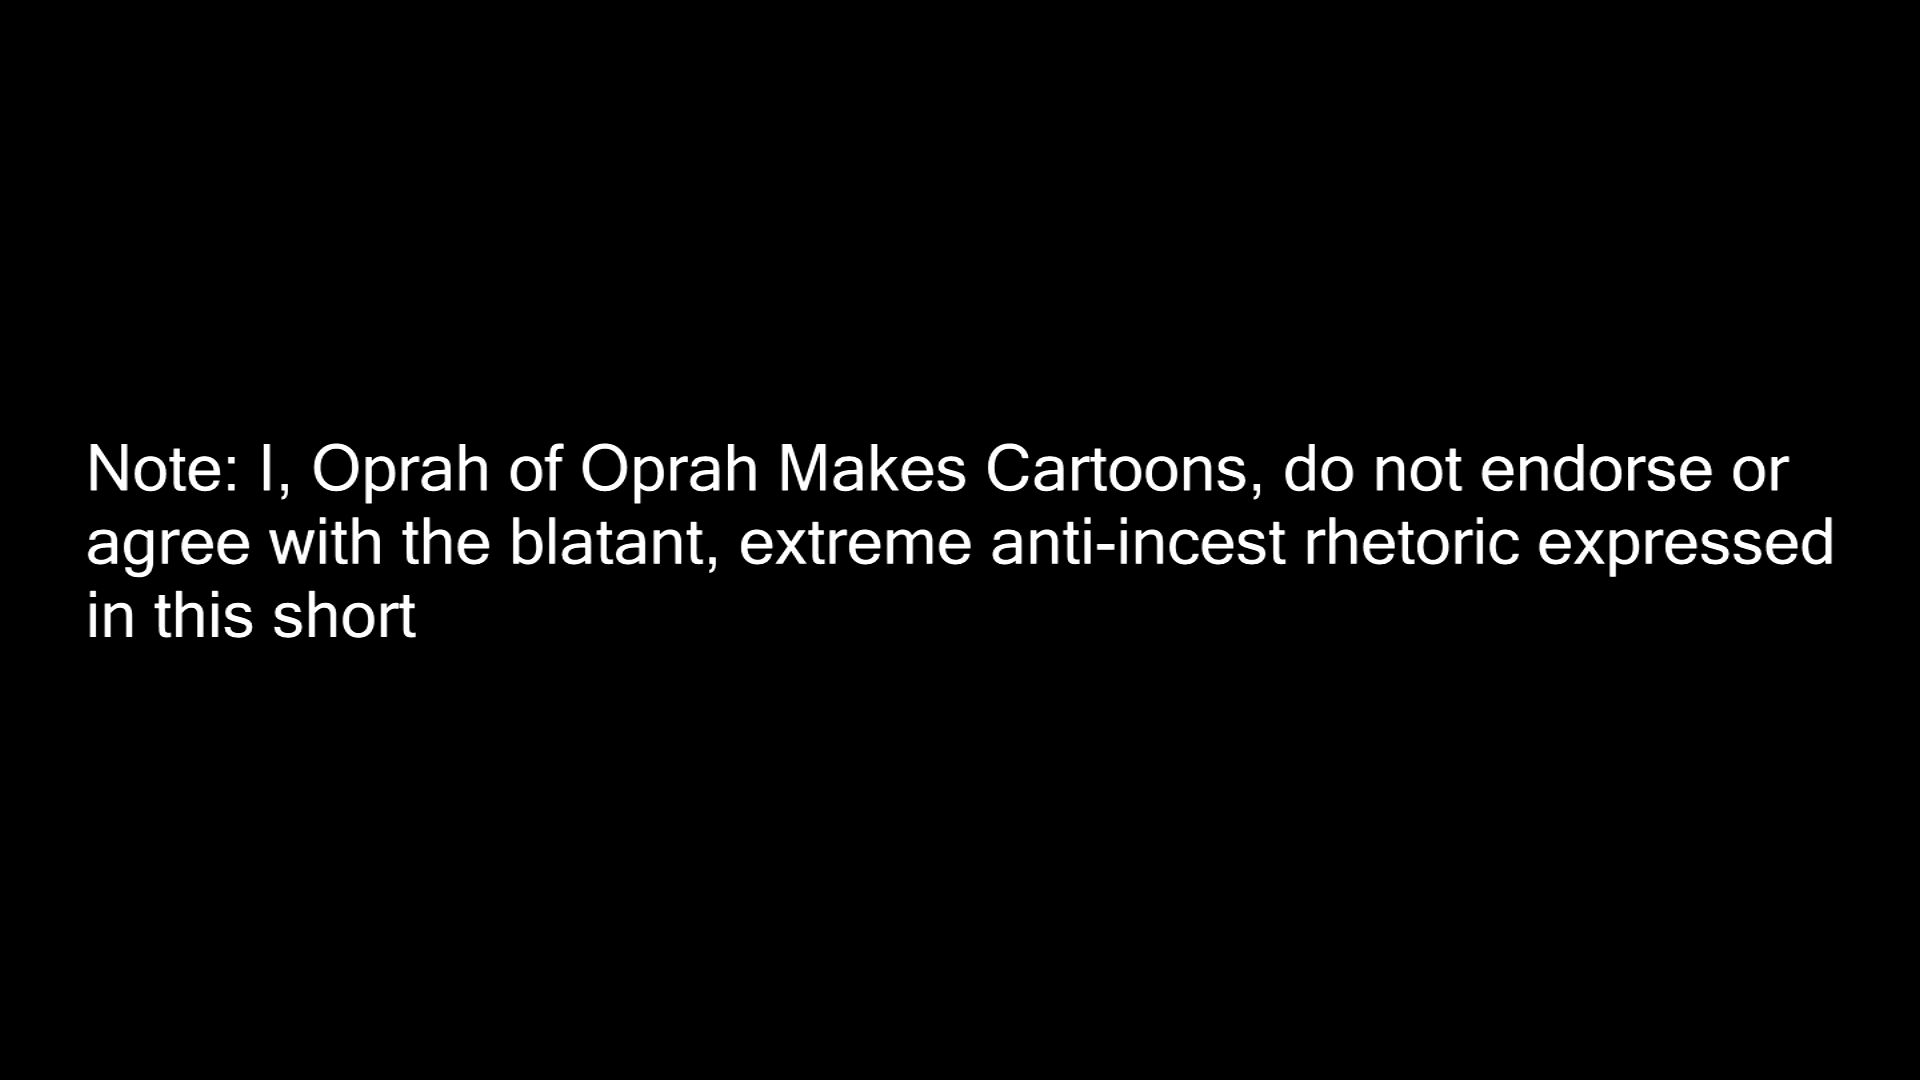 Note: I, Oprah of Oprah Makes Cartoons, do not endorse or
agree with the blatant, extreme anti-incest rhetoric expressed
in this short